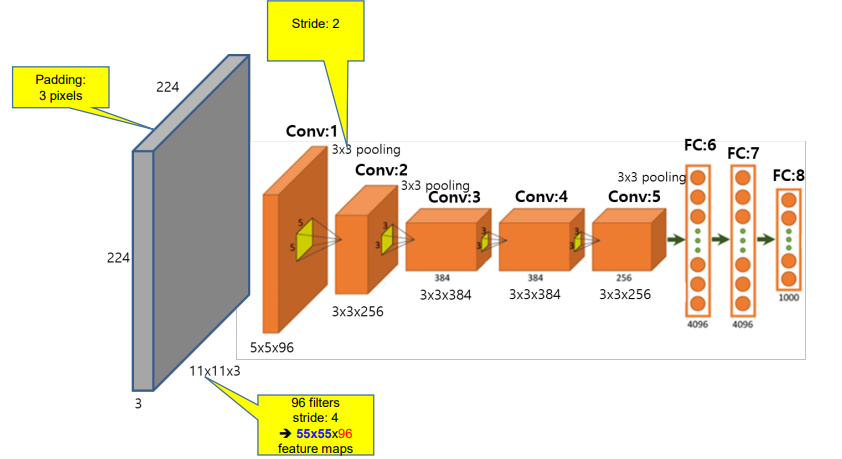 Stride: 2
Padding:
3 pixels
224
224
3
11x11x3
96 filters
stride: 4
➔ 55x55x96
feature maps
Conv:1
3x3 pooling
5
5
5x5x96
Conv:2
3x3 pooling
3
3
3x3x256
Conv:3
3
3
384
3x3x384
Conv:4
3
3
384
3x3x384
Conv:5
3x3 pooling
256
3x3x256
FC:6
4096
FC:7
4096
FC:8
1000